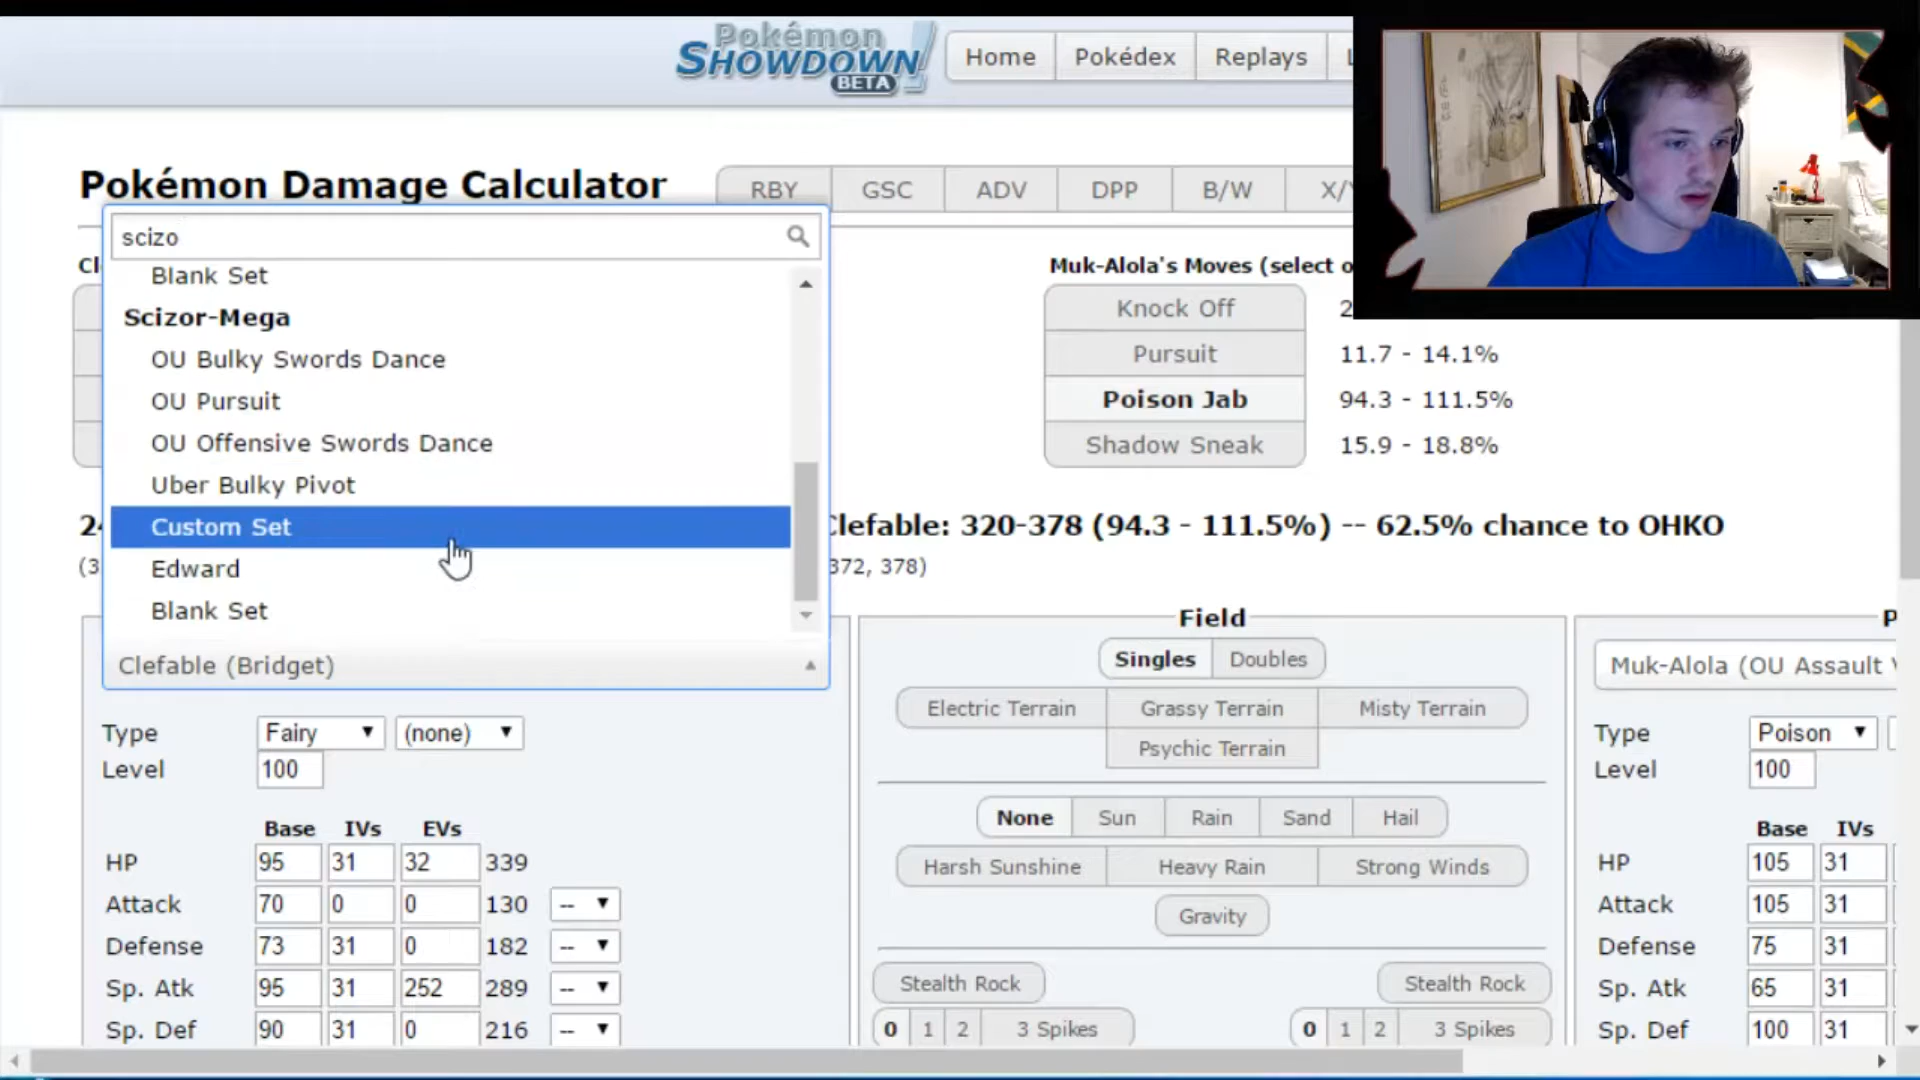 Pokémon
SHOWDOWN!
BETA
Home
Pokédex
Replays
Pokémon Damage Calculator
RBY
GSC
ADV
DPP
B/W
X/
scizo
Blank Set
Scizor-Mega
OU Bulky Swords Dance
OU Pursuit
OU Offensive Swords Dance
Uber Bulky Pivot
Custom Set
Edward
Blank Set
Clefable (Bridget)
Cl
Muk-Alola's Moves (select o
Knock Off 2
Pursuit 11.7 - 14.1%
Poison Jab 94.3 - 111.5%
Shadow Sneak 15.9 - 18.8%
24 Clefable: 320-378 (94.3 - 111.5%) -- 62.5% chance to OHKO
(3 372, 378)
Type Fairy (none)
Level 100
Base IVs EVs
HP 95 31 32 339
Attack 70 0 0 130 --
Defense 73 31 0 182 --
Sp. Atk 95 31 252 289 --
Sp. Def 90 31 0 216 --
Field
Singles Doubles
Electric Terrain Grassy Terrain Misty Terrain
Psychic Terrain
None Sun Rain Sand Hail
Harsh Sunshine Heavy Rain Strong Winds
Gravity
Stealth Rock Stealth Rock
0 1 2 3 Spikes 0 1 2 3 Spikes
P
Muk-Alola (OU Assault V
Type Poison
Level 100
Base IVs
HP 105 31
Attack 105 31
Defense 75 31
Sp. Atk 65 31
Sp. Def 100 31